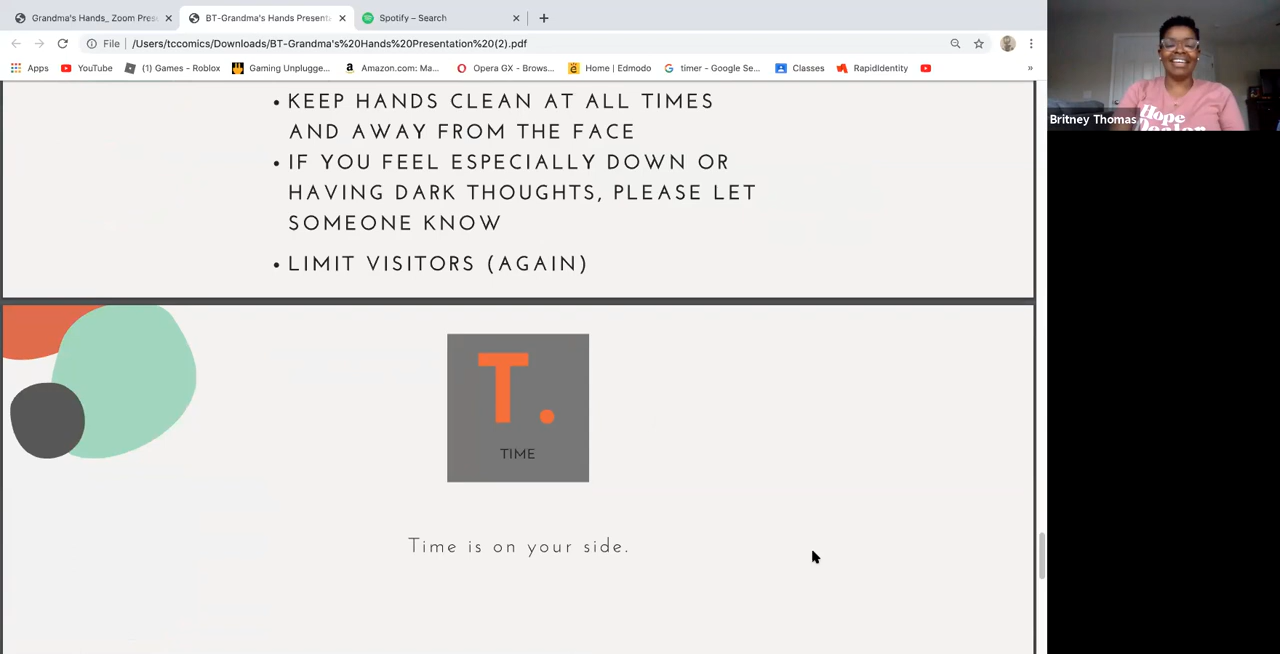 Grandma's Hands_ Zoom Pres
BT-Grandma's Hands Present
Spotify – Search
File
/Users/tccomics/Downloads/BT-Grandma's%20Hands%20Presentation%20(2).pdf
Apps
YouTube
(1) Games - Roblox
Gaming Unplugge...
Amazon.com: Ma...
Opera GX - Brows...
Home | Edmodo
timer - Google Se...
Classes
RapidIdentity
»
• KEEP HANDS CLEAN AT ALL TIMES
AND AWAY FROM THE FACE
• IF YOU FEEL ESPECIALLY DOWN OR
HAVING DARK THOUGHTS, PLEASE LET
SOMEONE KNOW
• LIMIT VISITORS (AGAIN)
T.
TIME
Time is on your side.
Hope
Dealer
Britney Thomas